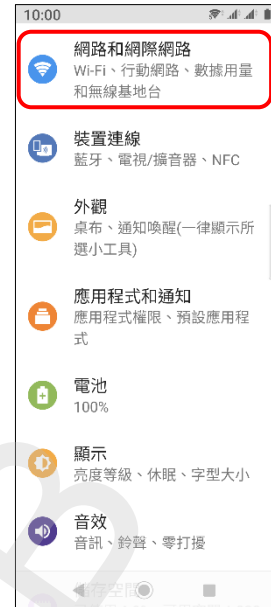 10:00
網路和網際網路
Wi-Fi、行動網路、數據用量
和無線基地台
裝置連線
藍牙、電視/擴音器、NFC
外觀
桌布、通知喚醒(一律顯示所
選小工具)
應用程式和通知
應用程式權限、預設應用程
式
電池
100%
顯示
亮度等級、休眠、字型大小
音效
音訊、鈴聲、零打擾
儲存空間